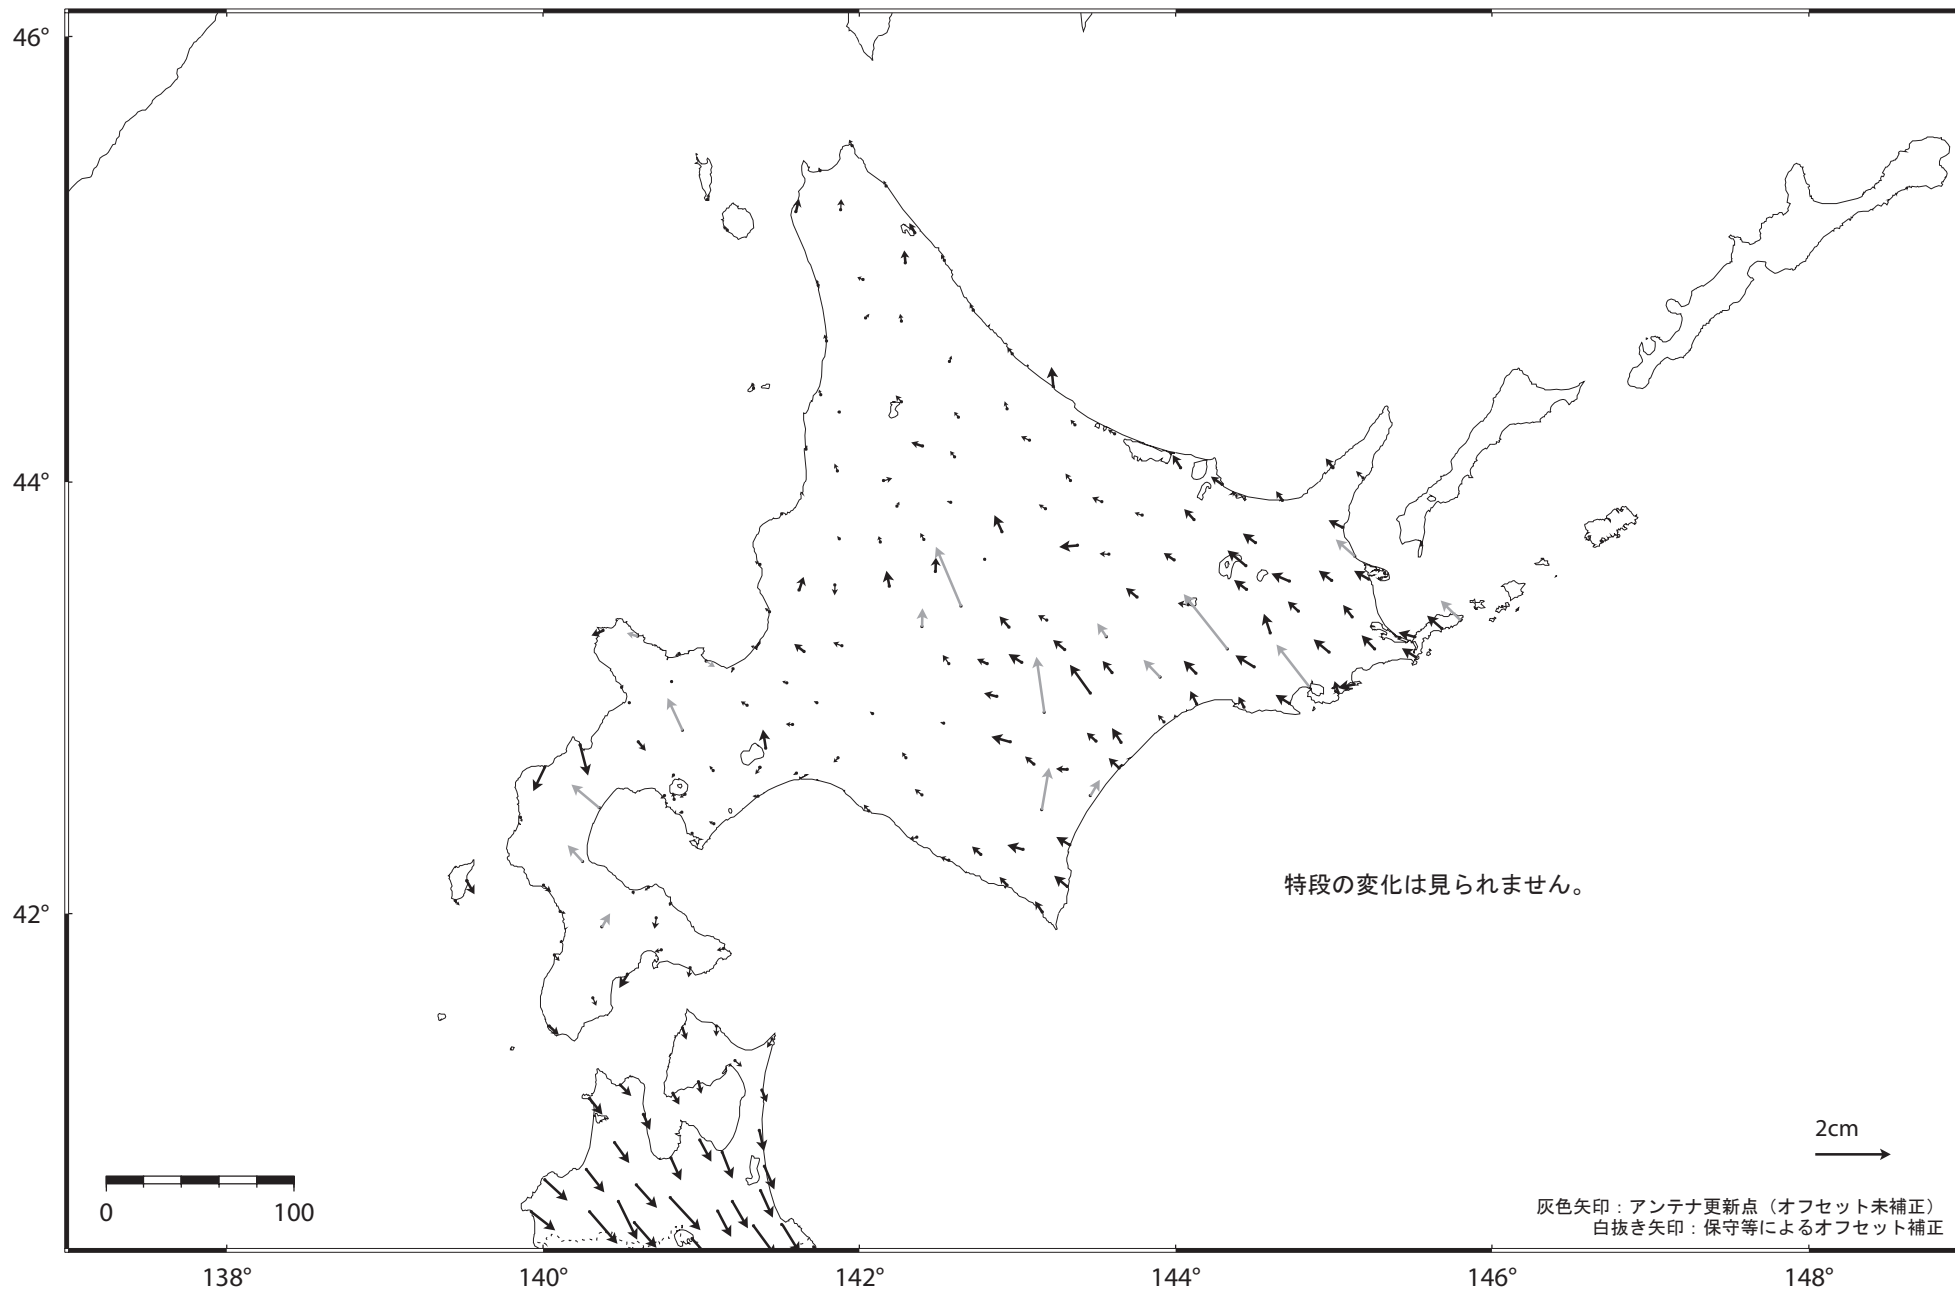 46°
44°
42°
特段の変化は見られません。
2cm
0 100
灰色矢印：アンテナ更新点（オフセット未補正）
白抜き矢印：保守等によるオフセット補正
138° 140° 142° 144° 146° 148°